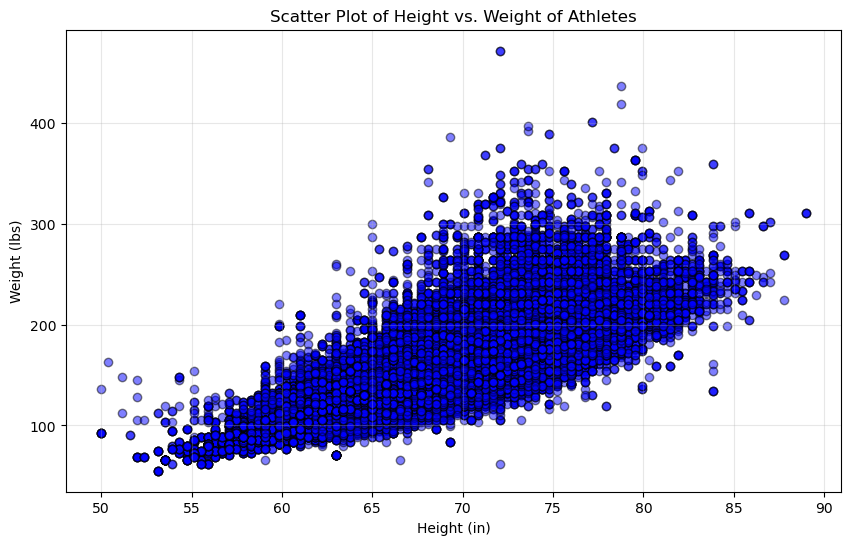 Scatter Plot of Height vs. Weight of Athletes
Weight (lbs)
400
300
200
100
50 55 60 65 70 75 80 85 90
Height (in)